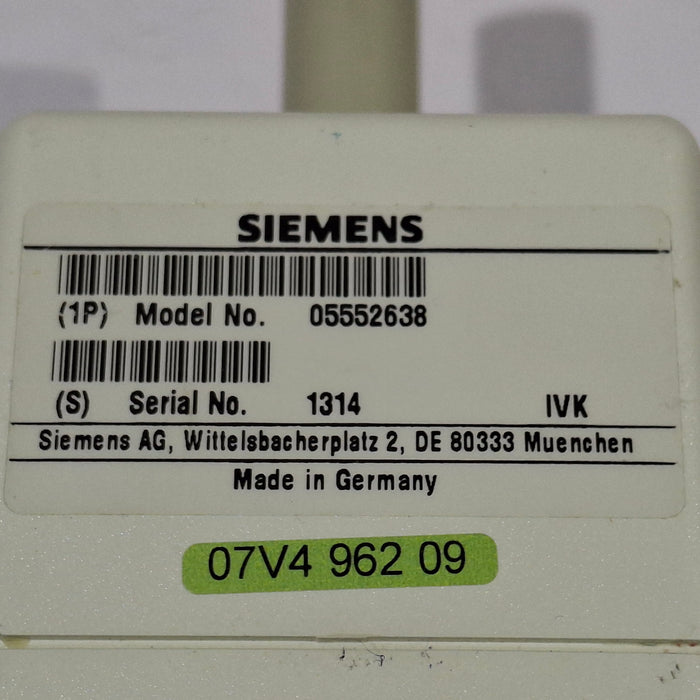 SIEMENS
(1P) Model No. 05552638
(S) Serial No. 1314 IVK
Siemens AG, Wittelsbacherplatz 2, DE 80333 Muenchen
Made in Germany
07V4 962 09